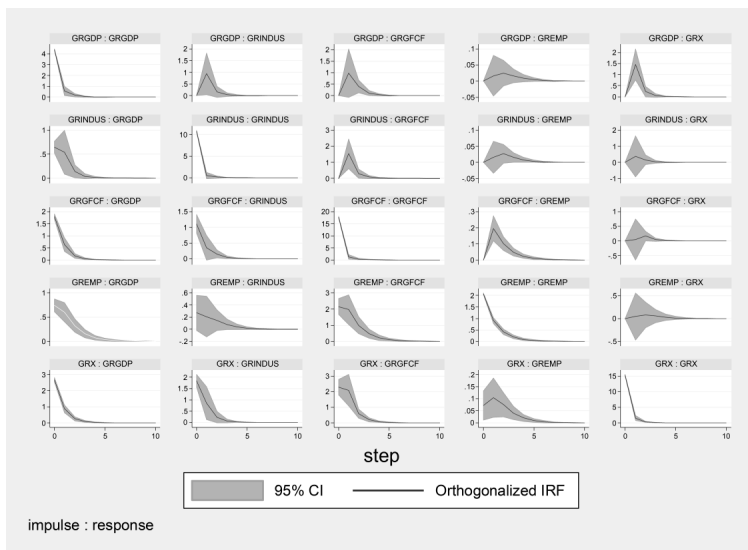 GRGDP : GRGDP GRGDP : GRINDUS GRGDP : GRGFCF GRGDP : GREMP GRGDP : GRX
4 3 2 1 0
2 1.5 1 .5 0
2 1.5 1 .5 0
.1 .05 0 -.05
2 1.5 1 .5 0
GRINDUS : GRGDP GRINDUS : GRINDUS GRINDUS : GRGFCF GRINDUS : GREMP GRINDUS : GRX
1 .5 0
10 5 0
3 2 1 0
.1 .05 0 -.05
2 1 0 -1
GRGFCF : GRGDP GRGFCF : GRINDUS GRGFCF : GRGFCF GRGFCF : GREMP GRGFCF : GRX
2 1.5 1 .5 0
1.5 1 .5 0
20 15 10 5 0
.3 .2 .1 0
1 .5 0 -.5
GREMP : GRGDP GREMP : GRINDUS GREMP : GRGFCF GREMP : GREMP GREMP : GRX
1 .5 0
.6 .4 .2 0 -.2
3 2 1 0
2 1.5 1 .5 0
.5 0 -.5
GRX : GRGDP GRX : GRINDUS GRX : GRGFCF GRX : GREMP GRX : GRX
3 2 1 0
2 1.5 1 .5 0
3 2 1 0
.2 .15 .1 .05 0
15 10 5 0
0 5 10 0 5 10 0 5 10 0 5 10 0 5 10
step
95% CI Orthogonalized IRF
impulse : response